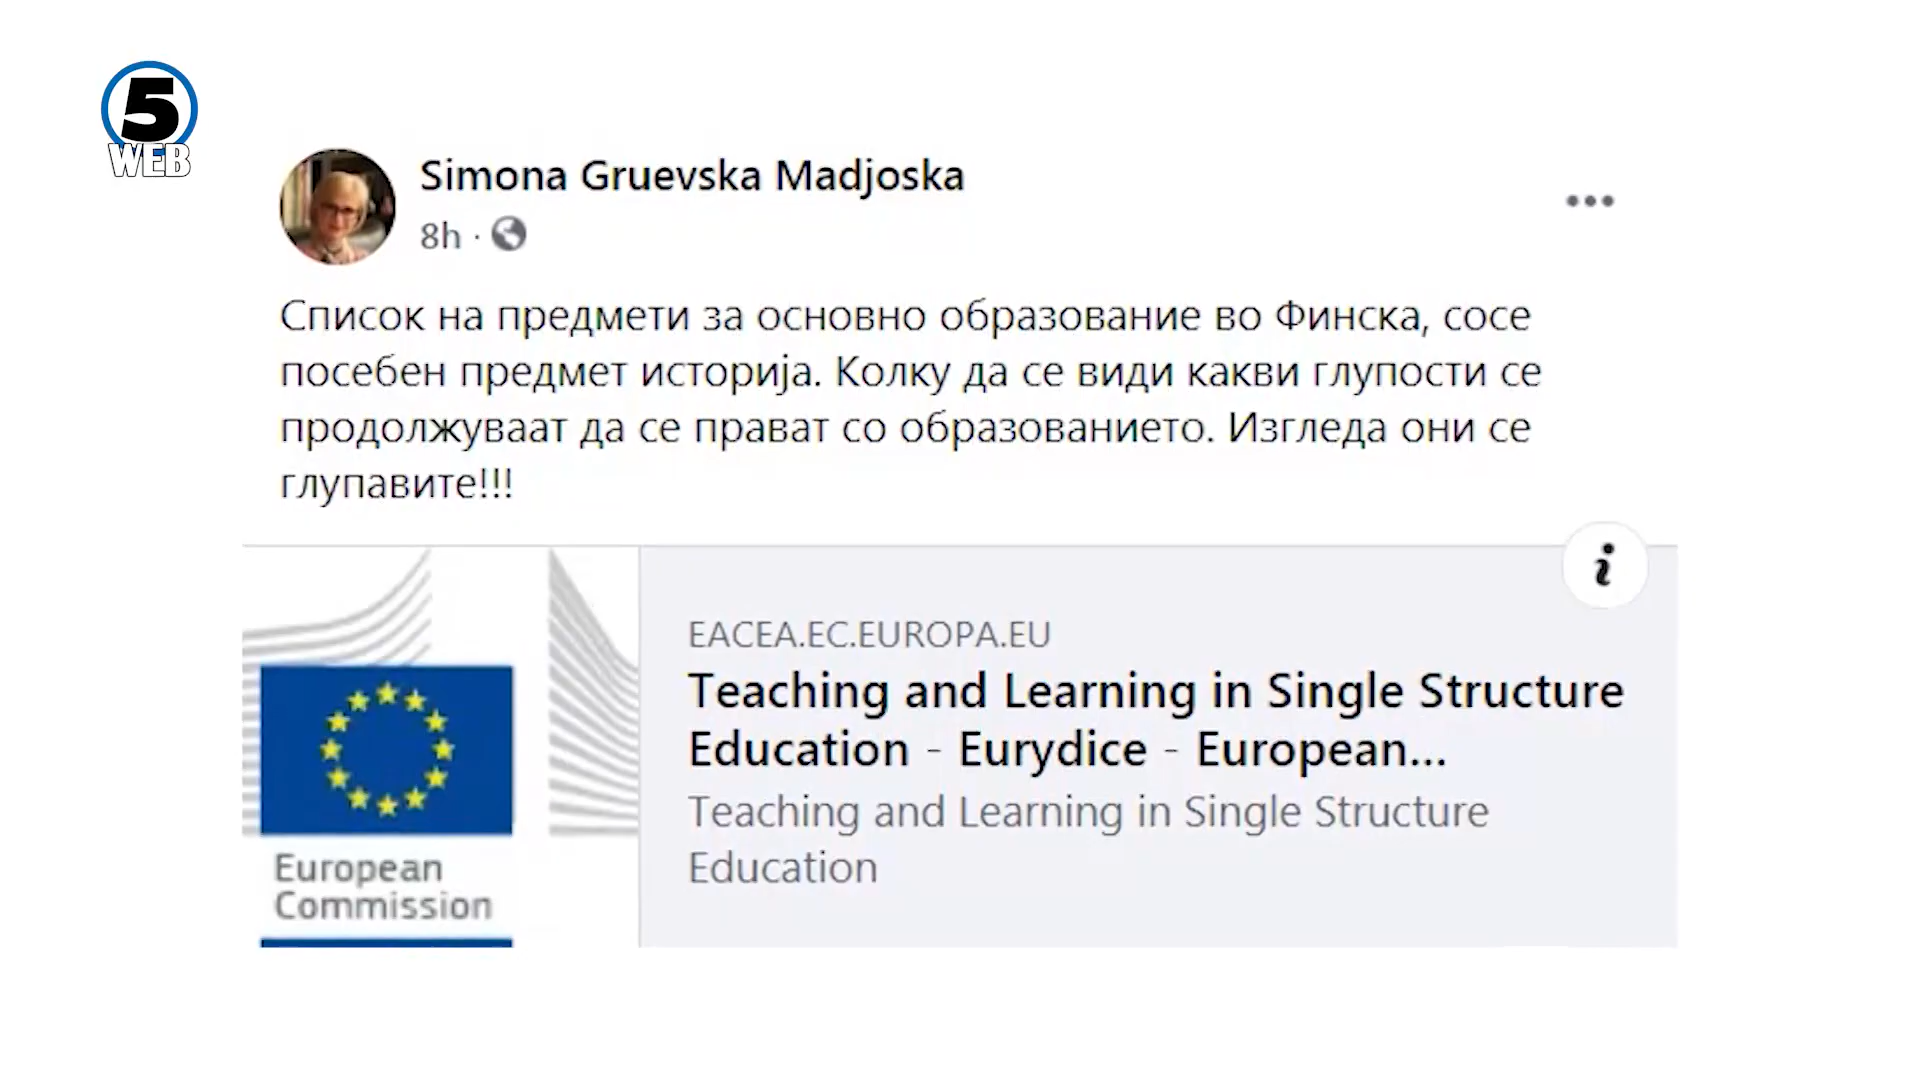 5
WEB
Simona Gruevska Madjoska
8h ·
Список на предмети за основно образование во Финска, сосе
посебен предмет историја. Колку да се види какви глупости се
продолжуваат да се прават со образованието. Изгледа они се
глупавите!!!
i
EACEA.EC.EUROPA.EU
Teaching and Learning in Single Structure
Education - Eurydice - European...
Teaching and Learning in Single Structure
Education
European
Commission